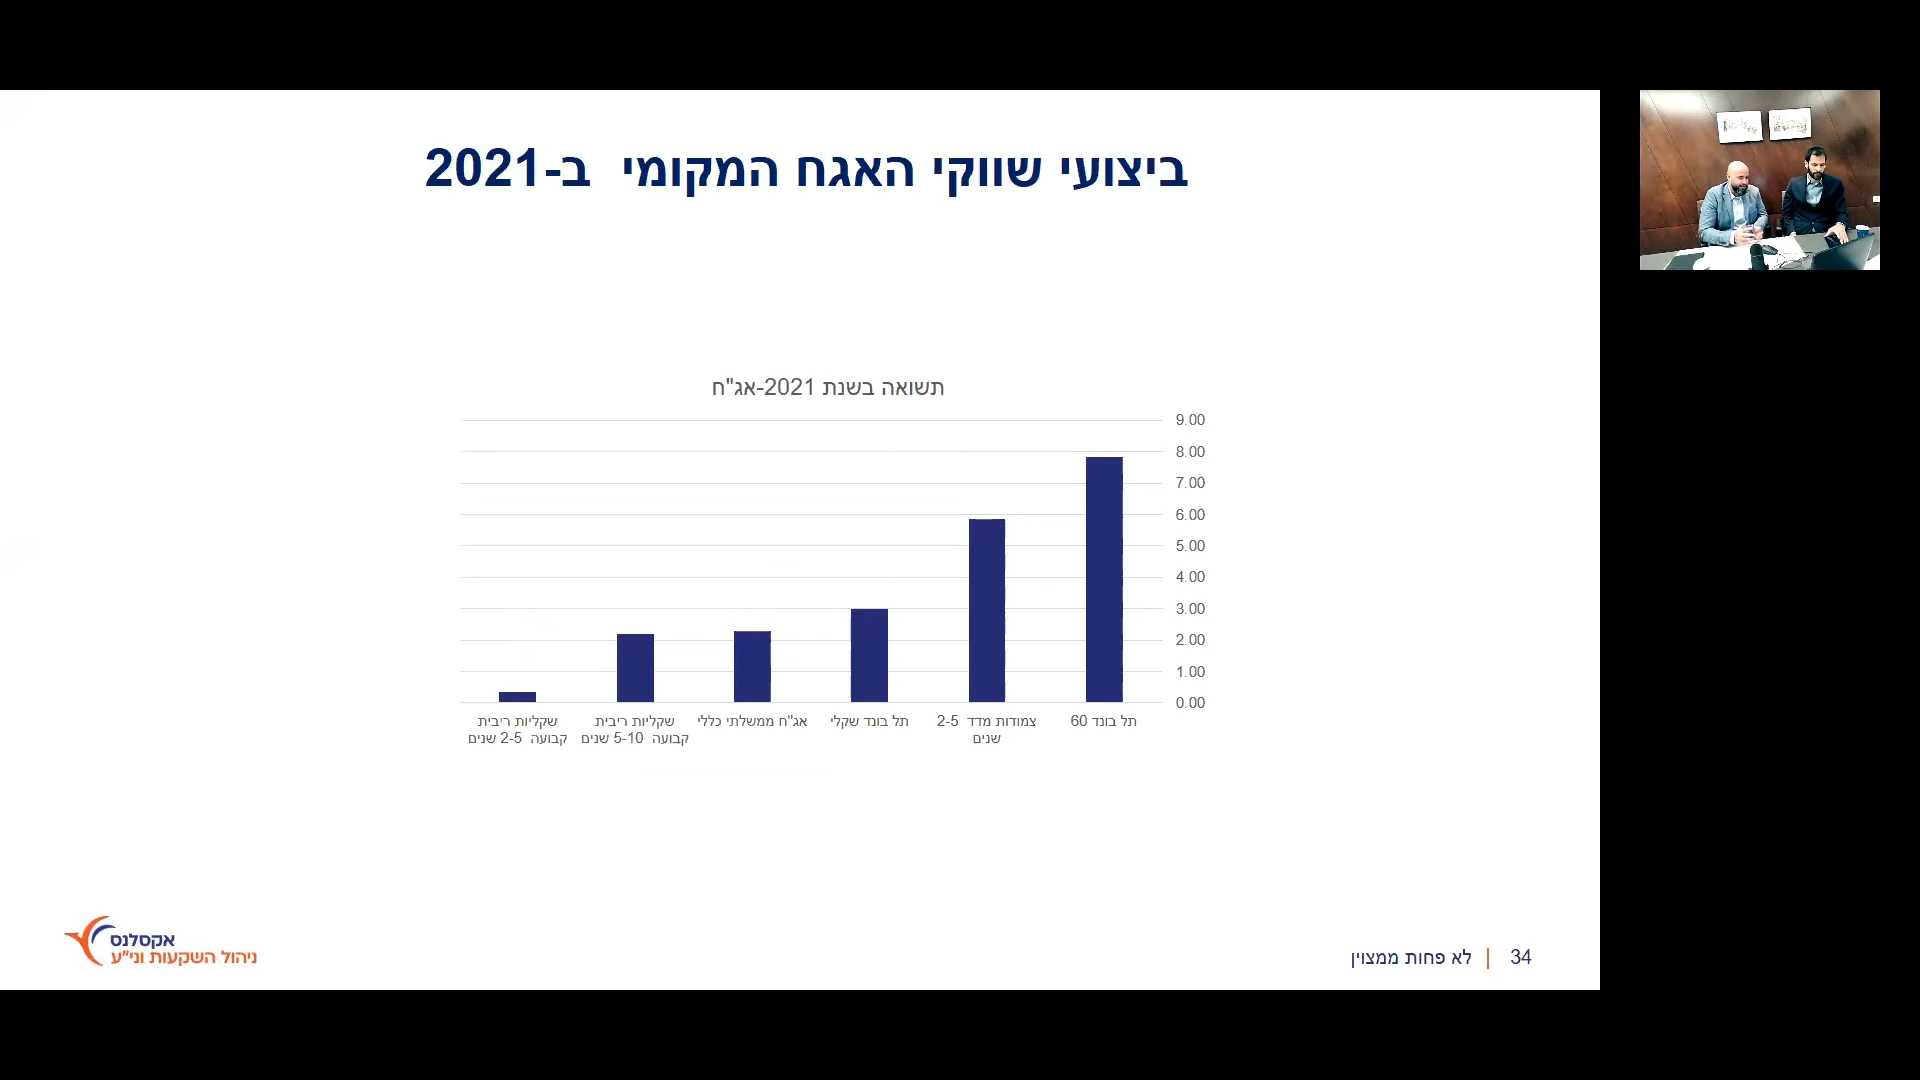 ביצועי שווקי האגח המקומי ב-2021
תשואה בשנת 2021-אג"ח
9.00
8.00
7.00
6.00
5.00
4.00
3.00
2.00
1.00
0.00
תל בונד 60
צמודות מדד 2-5
שנים
תל בונד שקלי
אג"ח ממשלתי כללי
שקליות ריבית
קבועה 5-10 שנים
שקליות ריבית
קבועה 2-5 שנים
34 | לא פחות ממצוין
אקסלנס
ניהול השקעות וני"ע